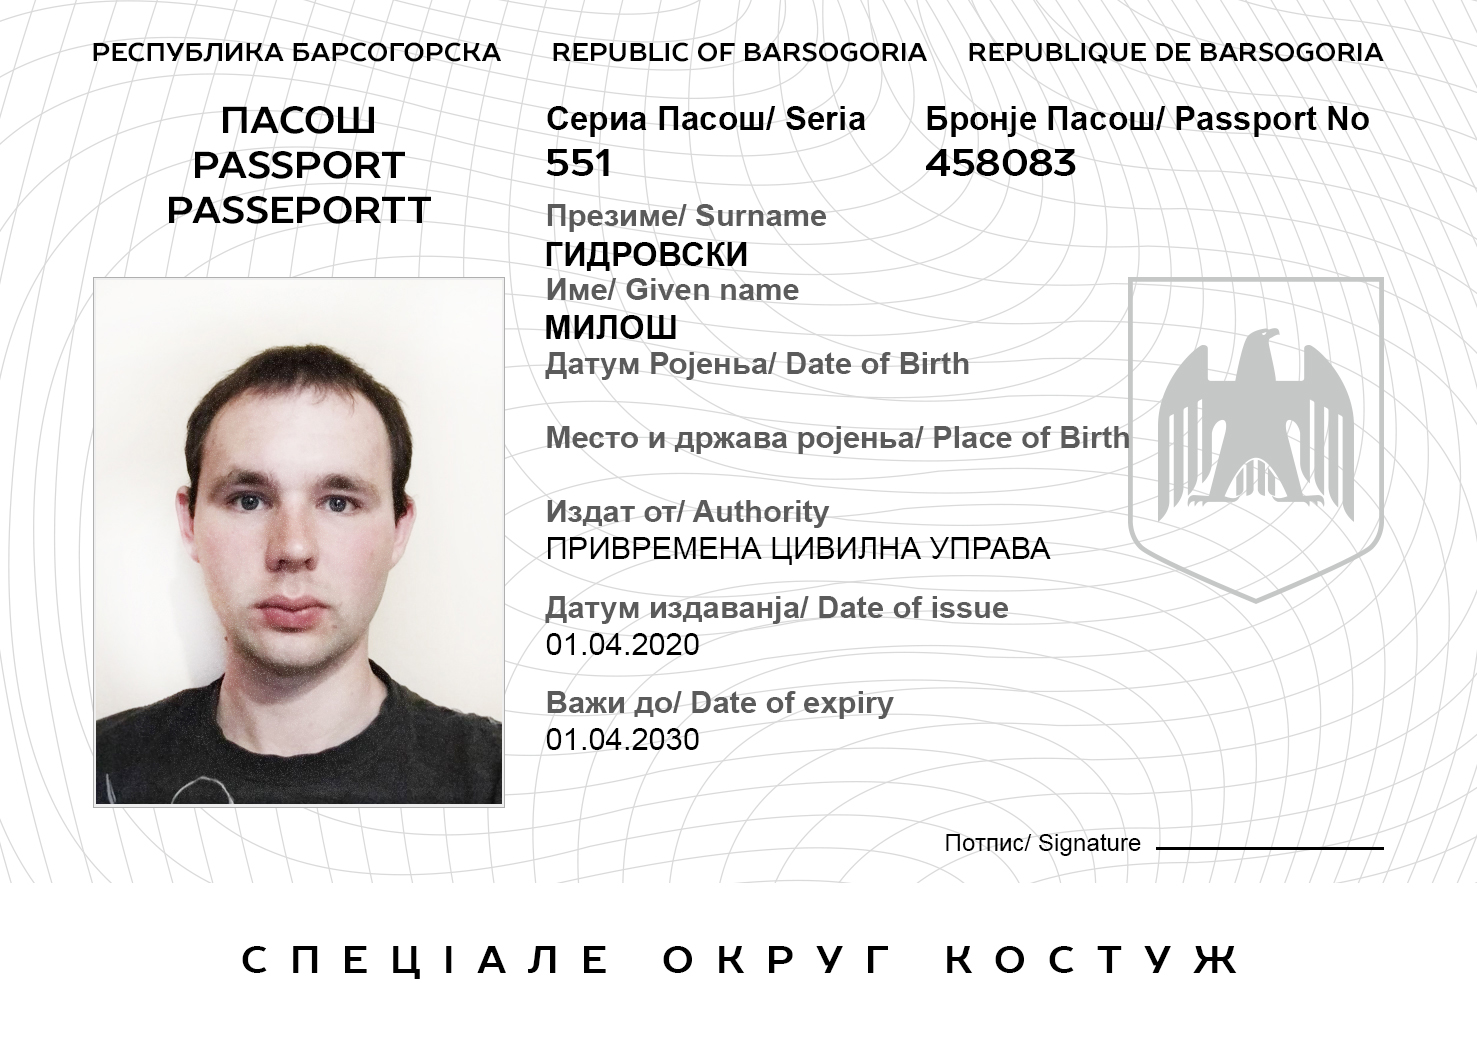 РЕСПУБЛИКА БАРСОГОРСКА REPUBLIC OF BARSOGORIA REPUBLIQUE DE BARSOGORIA
ПАСОШ
PASSPORT
PASSEPORTT
Сериа Пасош/ Seria Бронје Пасош/ Passport No
551 458083
Презиме/ Surname
ГИДРОВСКИ
Име/ Given name
МИЛОШ
ДатумРојења/ Date of Birth
Место и држава ројења/ Place of Birth
Издат от/ Authority
ПРИВРЕМЕНА ЦИВИЛНА УПРАВА
Датум издаванја/ Date of issue
01.04.2020
Важи до/ Date of expiry
01.04.2030
Потпис/ Signature
СПЕЦІАЛЕ ОКРУГ КОСТУЖ